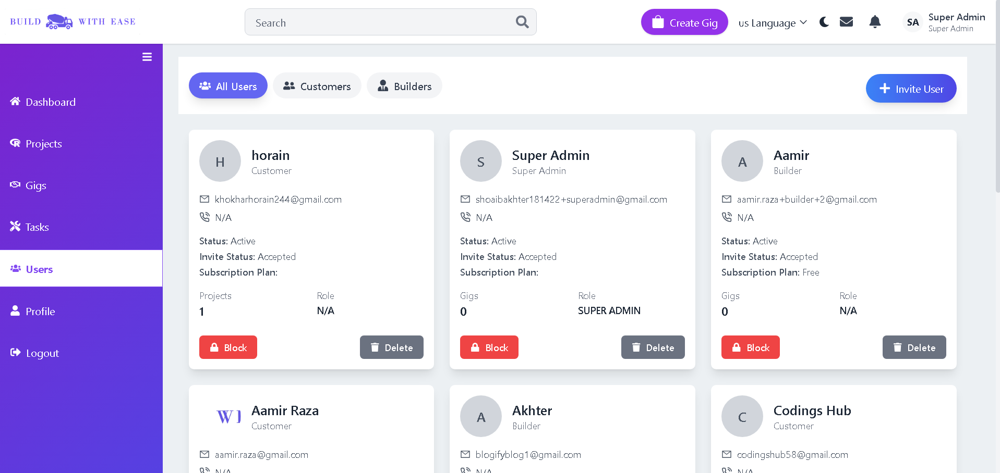 BUILD WITH EASE
Search
Create Gig
us Language
SA
Super Admin
Super Admin
Dashboard
Projects
Gigs
Tasks
Users
Profile
Logout
All Users
Customers
Builders
Invite User
H
horain
Customer
khokharhorain244@gmail.com
N/A
Status: Active
Invite Status: Accepted
Subscription Plan:
Projects
Role
1
N/A
Block
Delete
S
Super Admin
Super Admin
shoaibakhter181422+superadmin@gmail.com
N/A
Status: Active
Invite Status: Accepted
Subscription Plan:
Gigs
Role
0
SUPER ADMIN
Block
Delete
A
Aamir
Builder
aamir.raza+builder+2@gmail.com
N/A
Status: Active
Invite Status: Accepted
Subscription Plan: Free
Gigs
Role
0
N/A
Block
Delete
Aamir Raza
Customer
aamir.raza@gmail.com
N/A
A
Akhter
Builder
blogifyblog1@gmail.com
N/A
C
Codings Hub
Customer
codingshub58@gmail.com
N/A